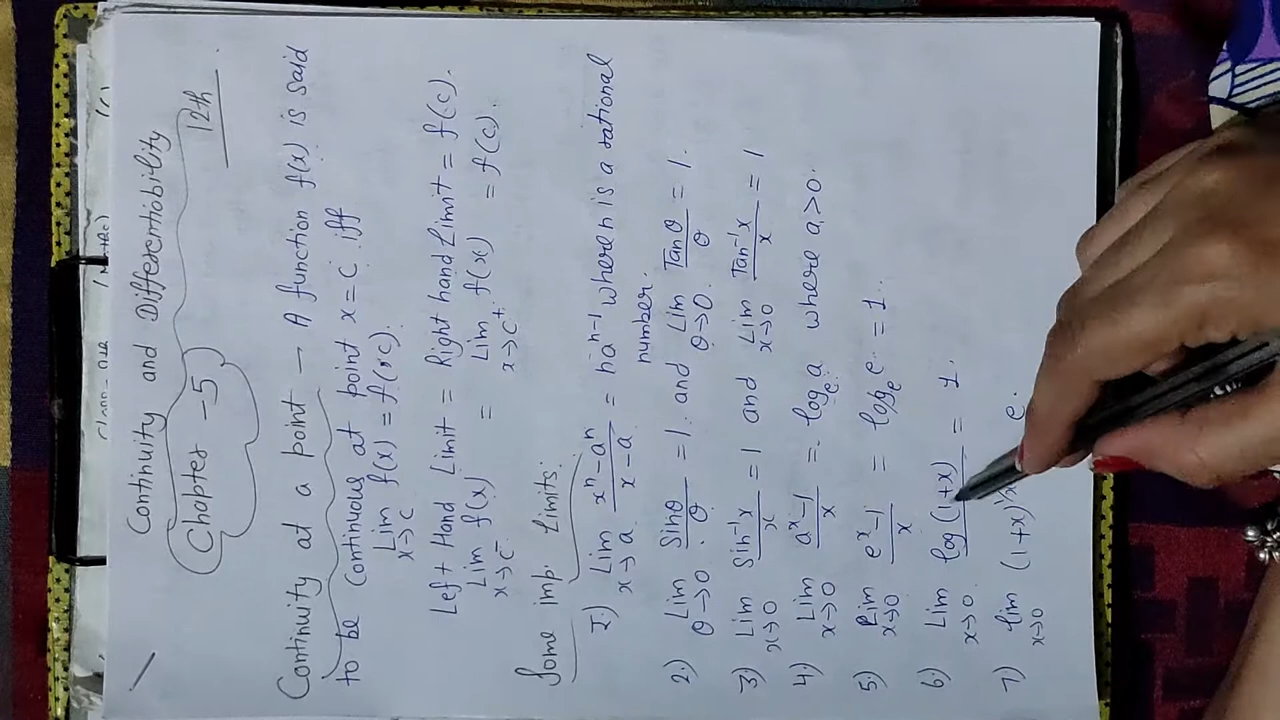 Continuity and Differentiability
Chapter - 5
12th
Continuity at a point — A function f(x) is said
to be continuous at point x = c iff
Lim x→c f(x) = f(c).
Left Hand Limit = Right hand Limit = f(c).
Lim x→c⁻ f(x) = Lim x→c⁺ f(x) = f(c).
Some imp. Limits:
1) Lim x→a (xⁿ - aⁿ)/(x - a) = naⁿ⁻¹ where n is a rational
number.
2.) Lim θ→0 Sinθ/θ = 1. and Lim θ→0. Tanθ/θ = 1.
3) Lim x→0 Sin⁻¹x/x = 1 and Lim x→0 Tan⁻¹x/x = 1
4) Lim x→0 (aˣ - 1)/x = logₑa where a>0.
5.) Lim x→0 (eˣ - 1)/x = logₑe = 1.
6.) Lim x→0. log(1+x) = 1.
7) Lim x→0 (1+x)^1/x e.